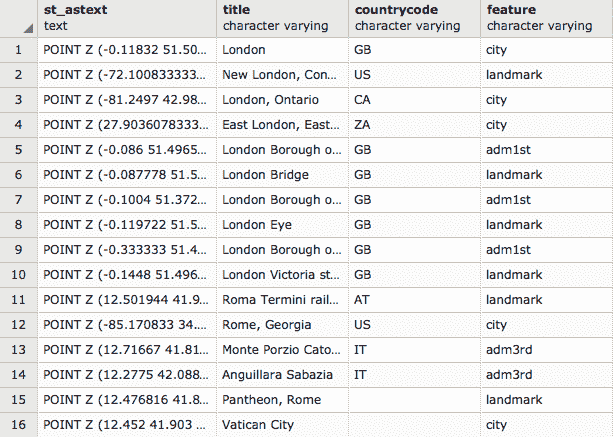 st_astext title countrycode feature
text character varying character varying character varying
1 POINT Z (-0.11832 51.50... London GB city
2 POINT Z (-72.100833333... New London, Con... US landmark
3 POINT Z (-81.2497 42.98... London, Ontario CA city
4 POINT Z (27.9036078333... East London, East... ZA city
5 POINT Z (-0.086 51.4965... London Borough o... GB adm1st
6 POINT Z (-0.087778 51.5... London Bridge GB landmark
7 POINT Z (-0.1004 51.372... London Borough o... GB adm1st
8 POINT Z (-0.119722 51.5... London Eye GB landmark
9 POINT Z (-0.333333 51.4... London Borough o... GB adm1st
10 POINT Z (-0.1448 51.496... London Victoria st... GB landmark
11 POINT Z (12.501944 41.9... Roma Termini rail... AT landmark
12 POINT Z (-85.170833 34.... Rome, Georgia US city
13 POINT Z (12.71667 41.81... Monte Porzio Cato... IT adm3rd
14 POINT Z (12.2775 42.088... Anguillara Sabazia IT adm3rd
15 POINT Z (12.476816 41.8... Pantheon, Rome landmark
16 POINT Z (12.452 41.903 ... Vatican City city